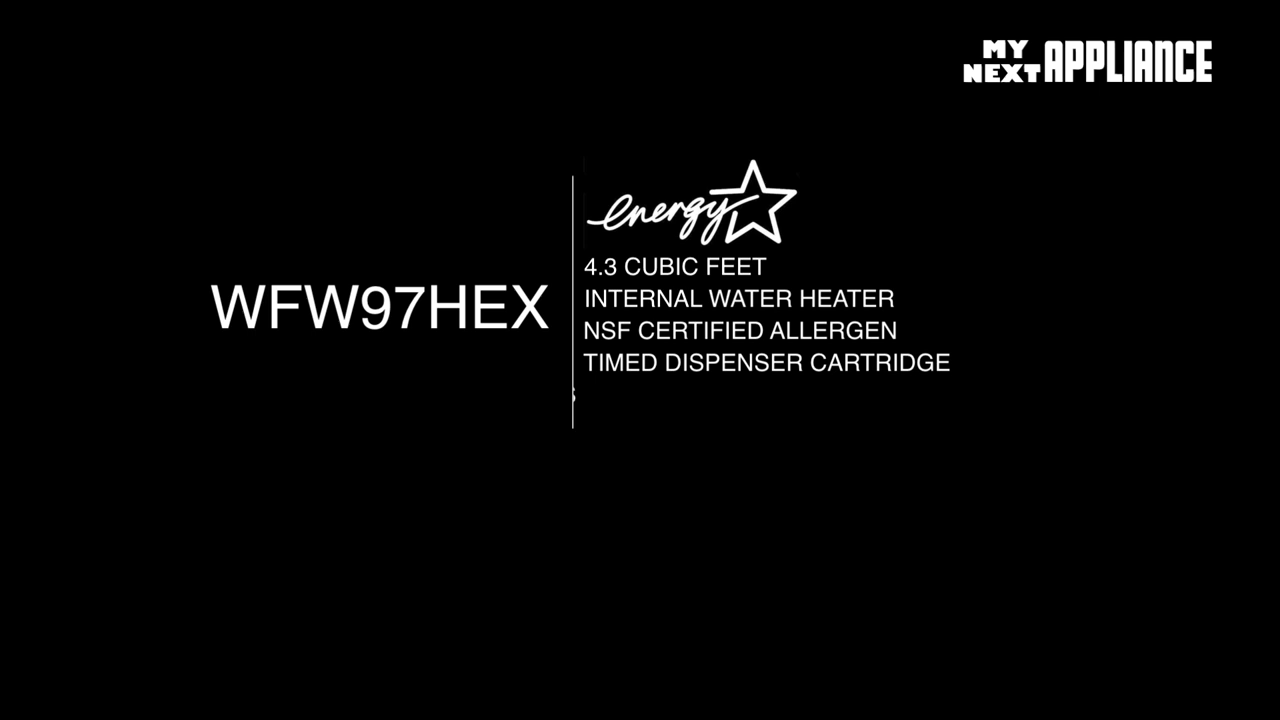 MY
NEXT APPLIANCE
energy
4.3 CUBIC FEET
WFW97HEX
INTERNAL WATER HEATER
NSF CERTIFIED ALLERGEN
TIMED DISPENSER CARTRIDGE